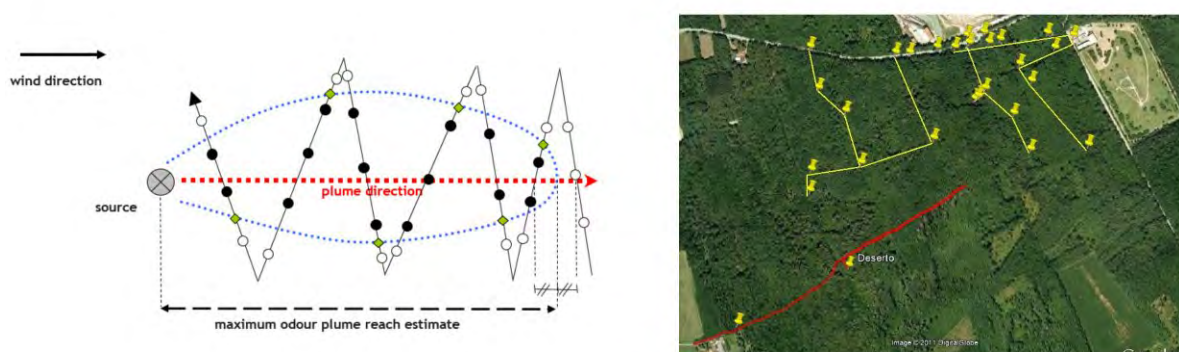 wind direction
source
plume direction
maximum odour plume reach estimate
Deserto
Image © 2011 DigitalGlobe